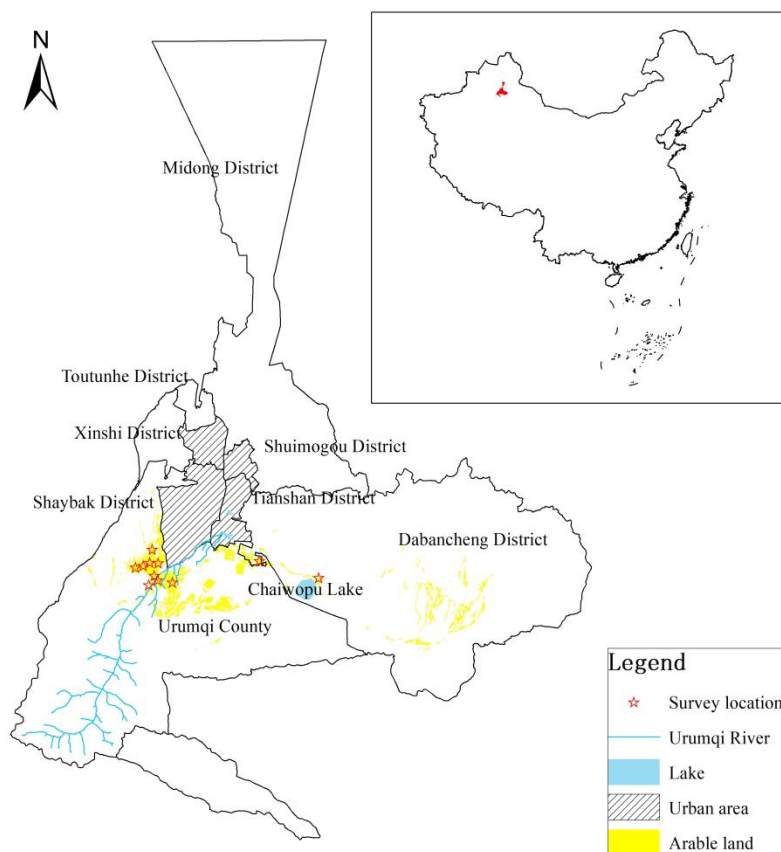 N
Midong District
Toutunhe District
Xinshi District
Shuimogou District
Shaybak District
Tianshan District
Dabancheng District
Chaiwopu Lake
Urumqi County
Legend
Survey location
Urumqi River
Lake
Urban area
Arable land